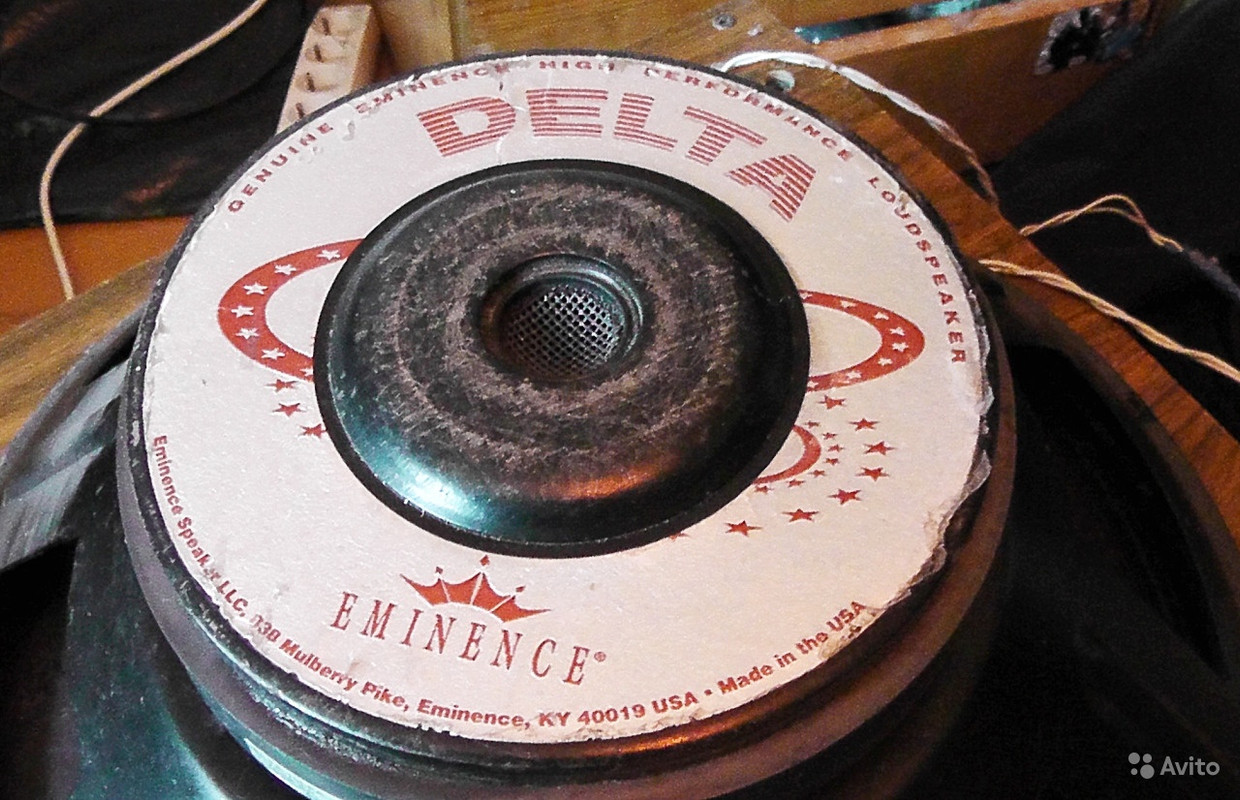 GENUINE EMINENCE HIGH PERFORMANCE LOUDSPEAKER
DELTA
EMINENCE®
Eminence Speaker LLC, 838 Mulberry Pike, Eminence, KY 40019 USA • Made in the USA
Avito